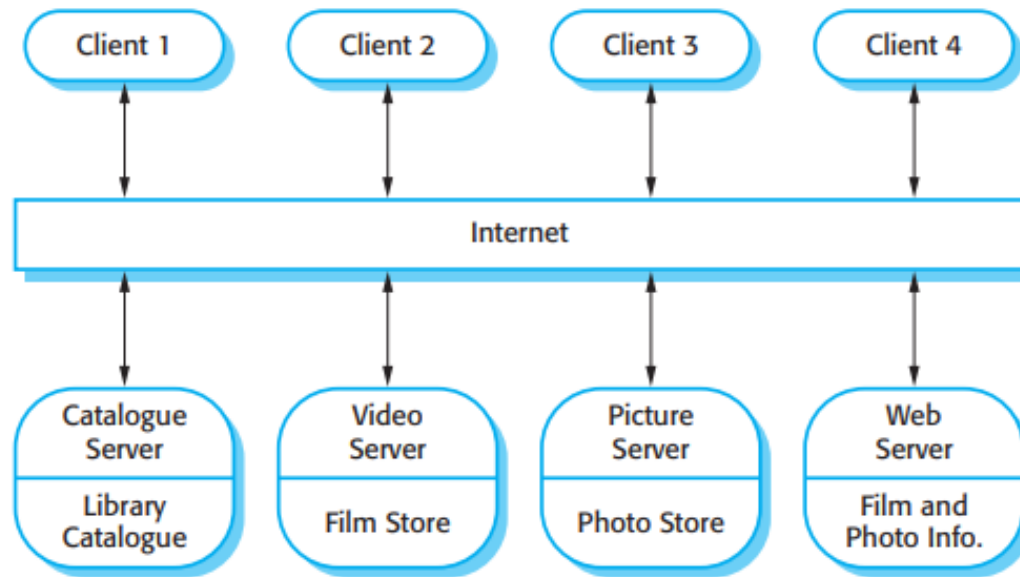 Client 1
Client 2
Client 3
Client 4
Internet
Catalogue
Server
Library
Catalogue
Video
Server
Film Store
Picture
Server
Photo Store
Web
Server
Film and
Photo Info.